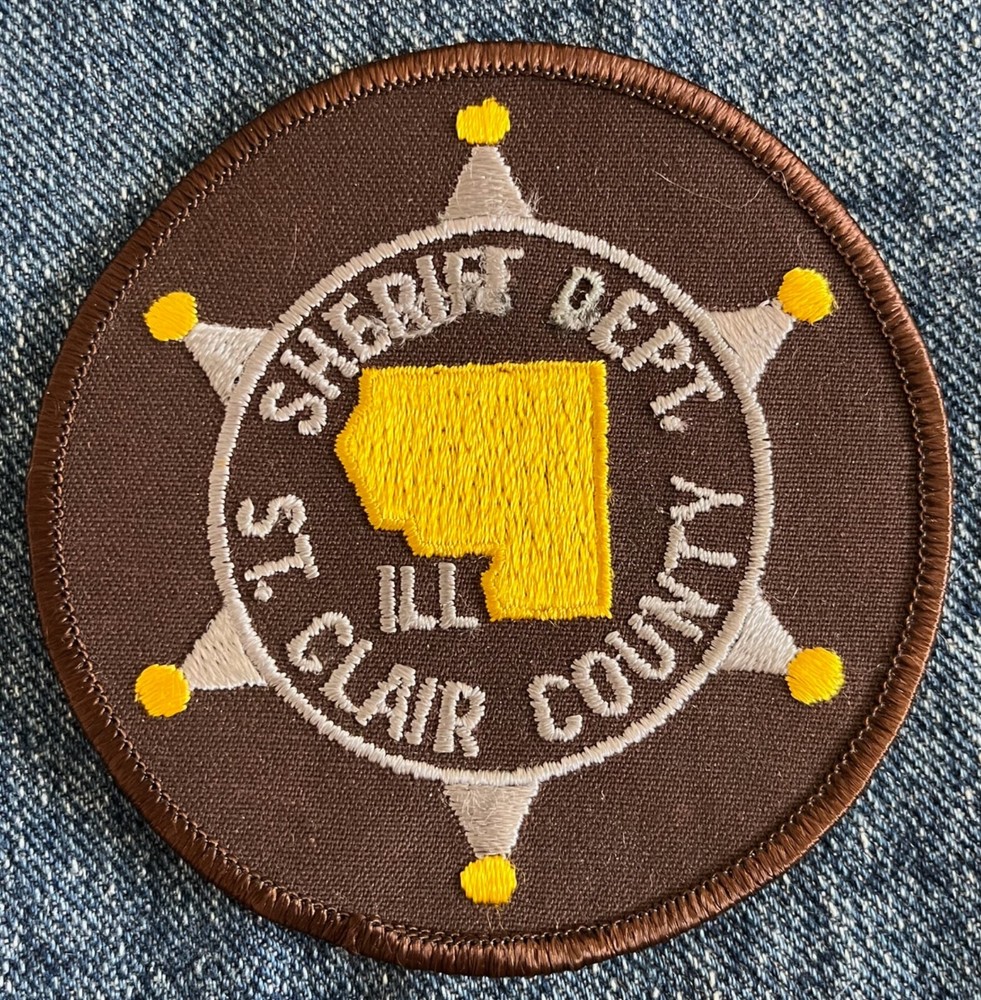 SHERIFF DEPT
ILL
ST. CLAIR COUNTY